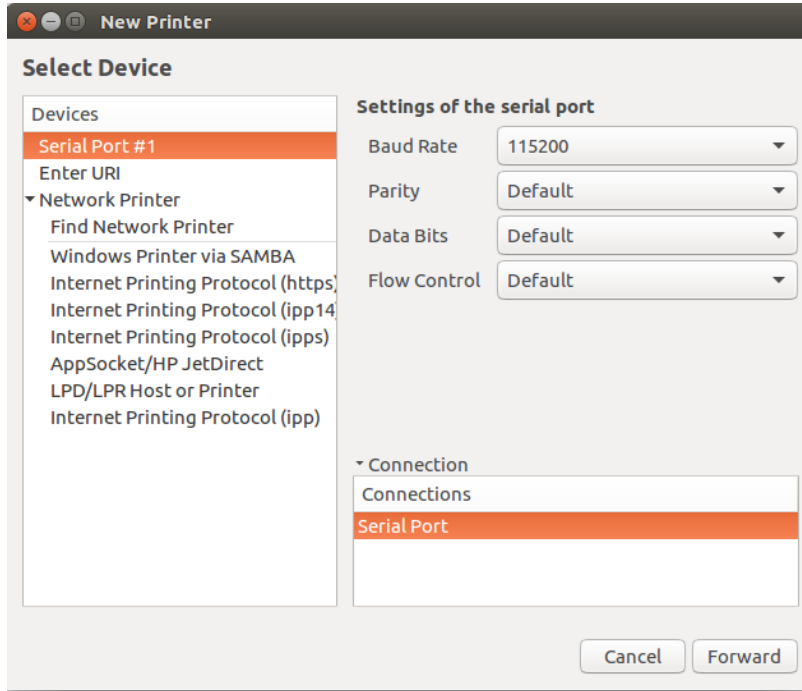 New Printer
Select Device
Devices
Serial Port #1
Enter URI
Network Printer
Find Network Printer
Windows Printer via SAMBA
Internet Printing Protocol (https)
Internet Printing Protocol (ipp14
Internet Printing Protocol (ipps)
AppSocket/HP JetDirect
LPD/LPR Host or Printer
Internet Printing Protocol (ipp)
Settings of the serial port
Baud Rate 115200
Parity Default
Data Bits Default
Flow Control Default
Connection
Connections
Serial Port
Cancel Forward